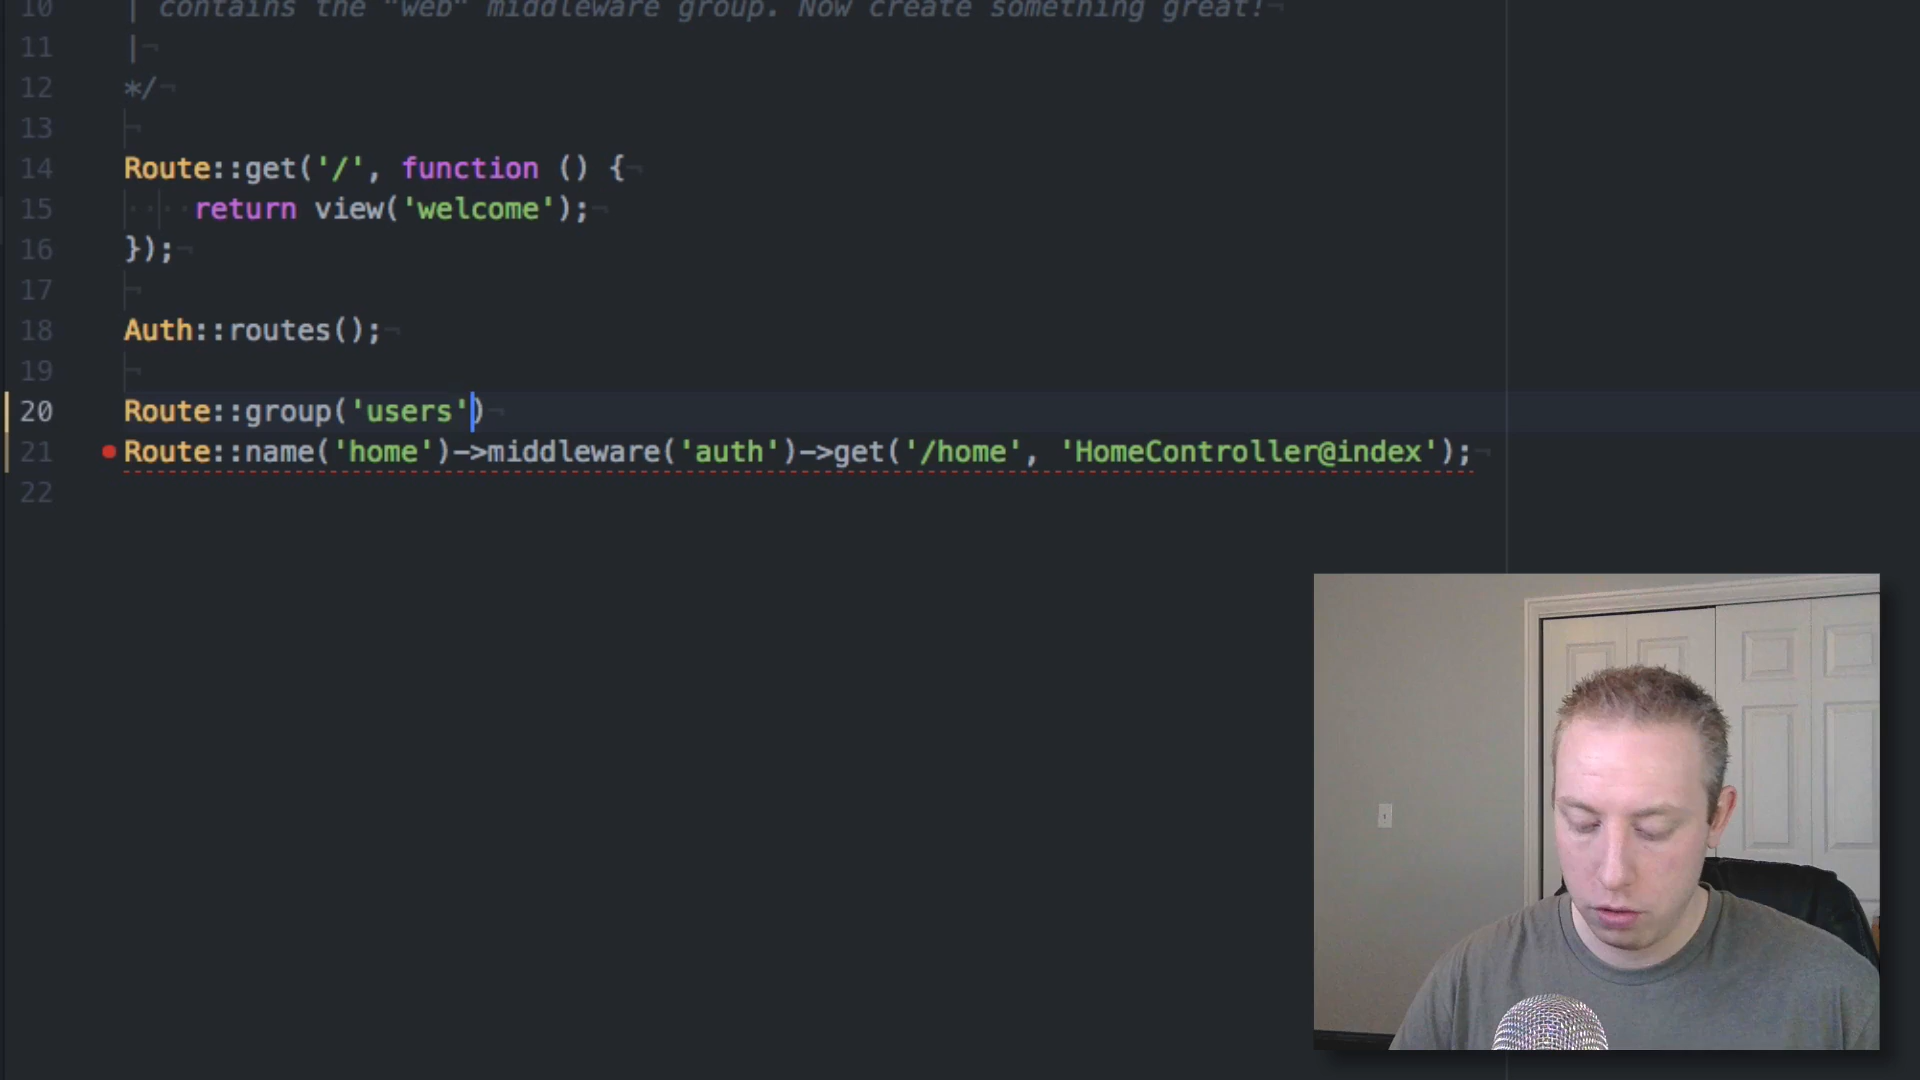 10 | contains the "web" middleware group. Now create something great!
11 |
12 */
13
14 Route::get('/', function () {
15 return view('welcome');
16 });
17
18 Auth::routes();
19
20 Route::group('users')
21 Route::name('home')->middleware('auth')->get('/home', 'HomeController@index');
22